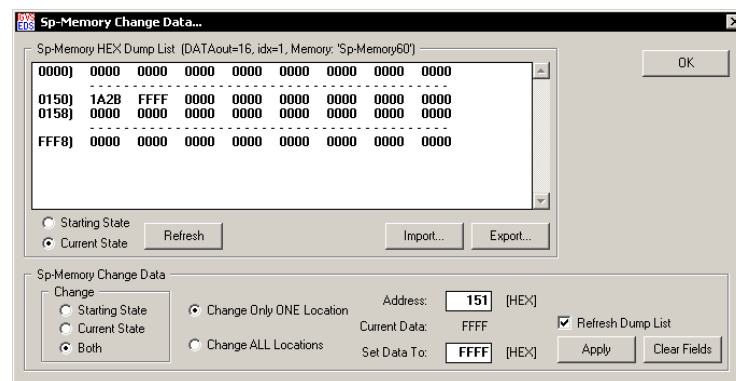 BVS EDS Sp-Memory Change Data...
Sp-Memory HEX Dump List (DATAout=16, idx=1, Memory: 'Sp-Memory60')
0000) 0000 0000 0000 0000 0000 0000 0000 0000
- - - - - - - - - - - - - - - - - - - - - - - - - - - - - - - - - - - - - - - -
0150) 1A2B FFFF 0000 0000 0000 0000 0000 0000
0158) 0000 0000 0000 0000 0000 0000 0000 0000
- - - - - - - - - - - - - - - - - - - - - - - - - - - - - - - - - - - - - - - -
FFF8) 0000 0000 0000 0000 0000 0000 0000 0000
OK
Starting State
Current State
Refresh Import... Export...
Sp-Memory Change Data
Change
Starting State
Current State
Both
Change Only ONE Location
Change ALL Locations
Address: 151 [HEX]
Current Data: FFFF
Set Data To: FFFF [HEX]
Refresh Dump List
Apply Clear Fields